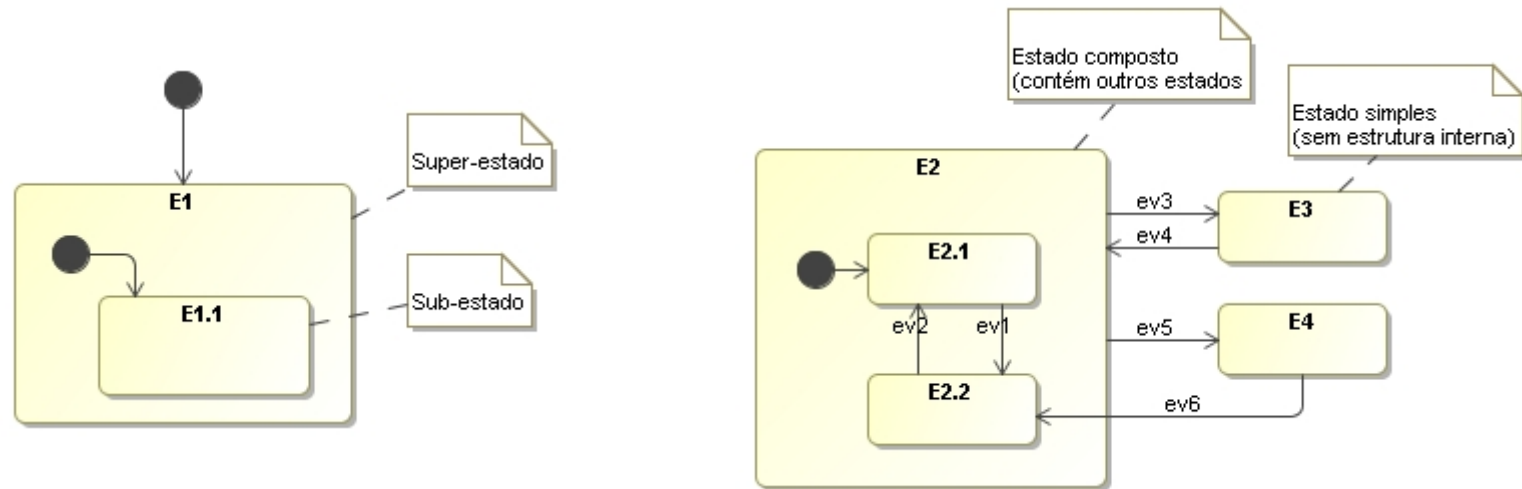 E1
Super-estado
E1.1
Sub-estado
Estado composto
(contém outros estados
Estado simples
(sem estrutura interna)
E2
ev3
E3
ev4
E2.1
ev2
ev1
ev5
E4
E2.2
ev6